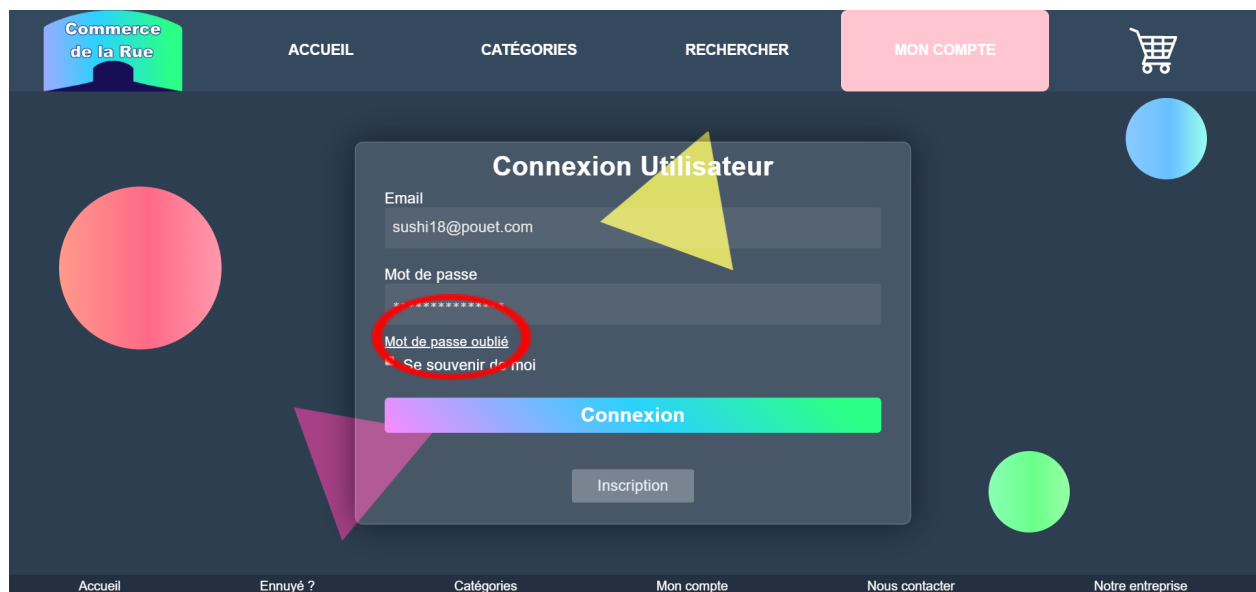 Commerce
de la Rue
ACCUEIL CATÉGORIES RECHERCHER MON COMPTE
Connexion Utilisateur
Email
sushi18@pouet.com
Mot de passe
***************
Mot de passe oublié
Se souvenir de moi
Connexion
Inscription
Accueil Ennuyé ? Catégories Mon compte Nous contacter Notre entreprise